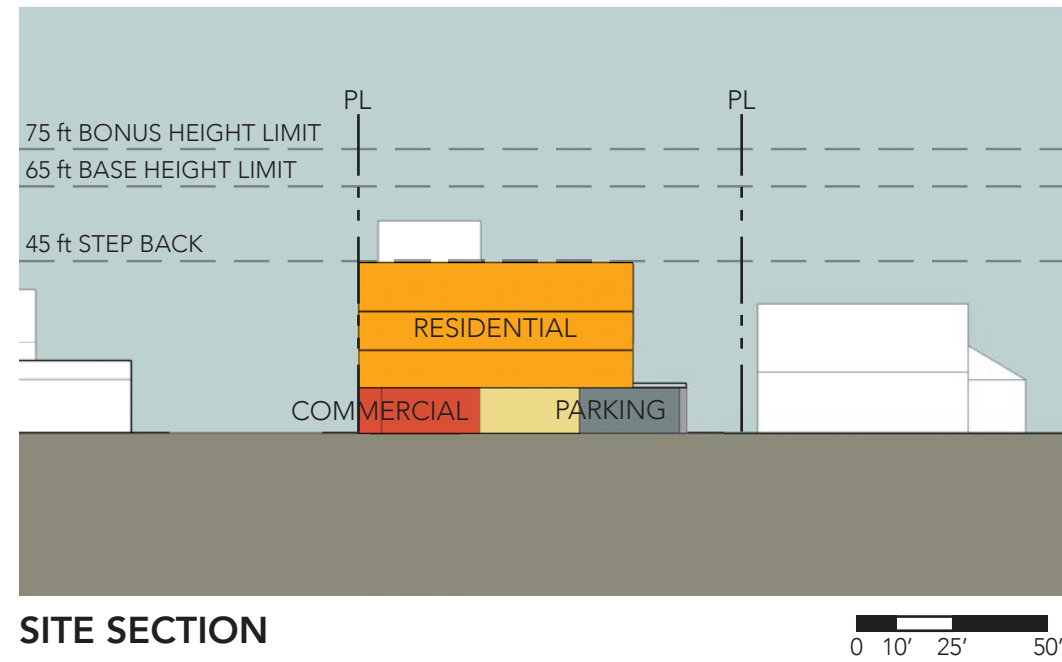 PL
PL
75 ft BONUS HEIGHT LIMIT
65 ft BASE HEIGHT LIMIT
45 ft STEP BACK
RESIDENTIAL
COMMERCIAL
PARKING
SITE SECTION
0 10’ 25’ 50’